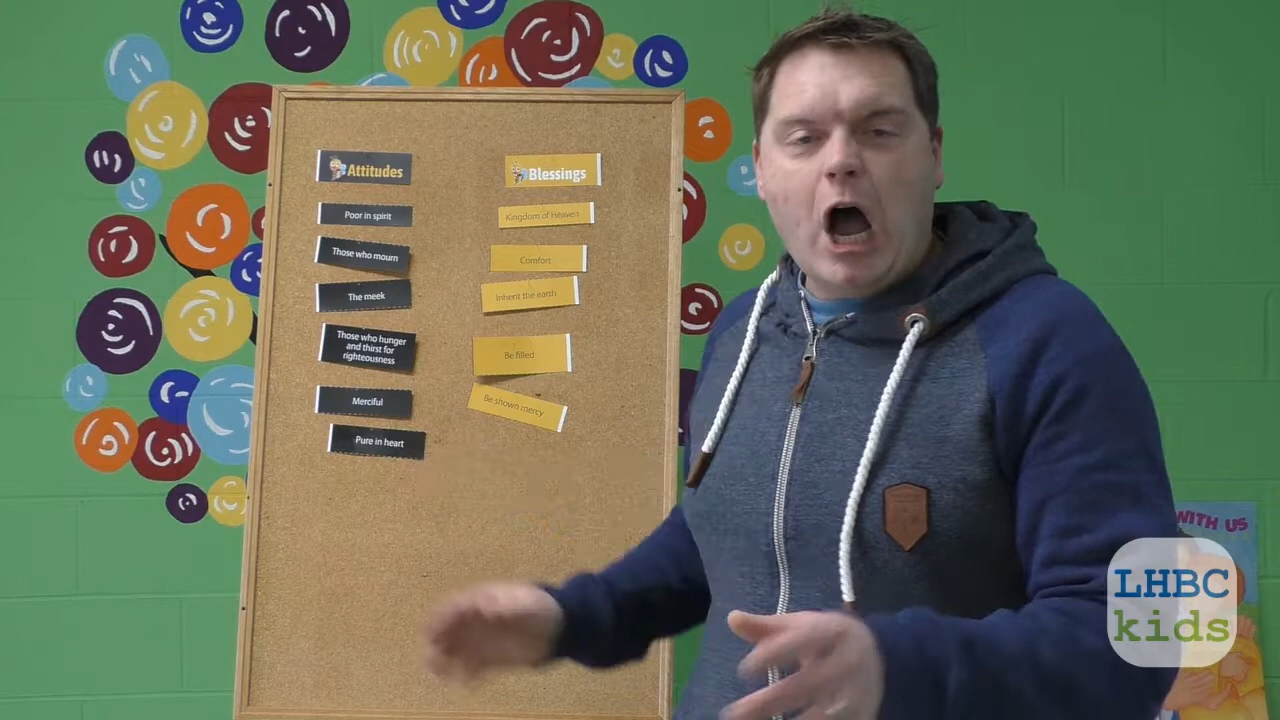 Attitudes
Blessings
Poor in spirit
Kingdom of Heaven
Those who mourn
Comfort
The meek
Inherit the earth
Those who hunger
and thirst for
righteousness
Be filled
Merciful
Be shown mercy
Pure in heart
WITH US
LHBC
kids